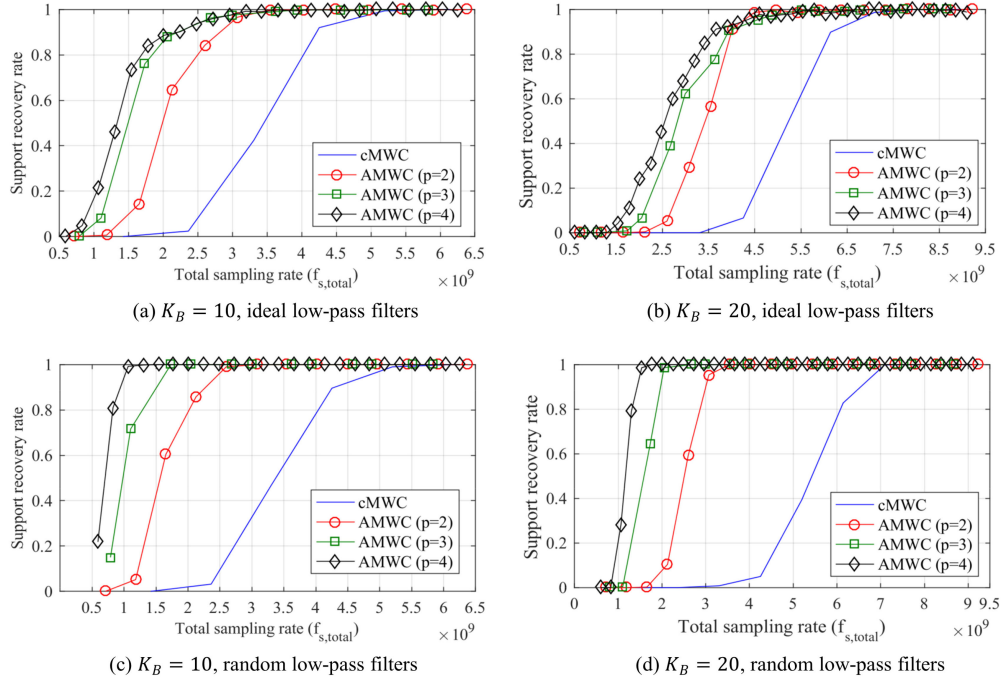 Support recovery rate
1
0.8
0.6
0.4
0.2
0
cMWC
AMWC (p=2)
AMWC (p=3)
AMWC (p=4)
0.5 1 1.5 2 2.5 3 3.5 4 4.5 5 5.5 6 6.5
Total sampling rate (f_s,total)
×10^9
(a) K_B = 10, ideal low-pass filters
Support recovery rate
1
0.8
0.6
0.4
0.2
0
cMWC
AMWC (p=2)
AMWC (p=3)
AMWC (p=4)
0.5 1.5 2.5 3.5 4.5 5.5 6.5 7.5 8.5 9.5
Total sampling rate (f_s,total)
×10^9
(b) K_B = 20, ideal low-pass filters
Support recovery rate
1
0.8
0.6
0.4
0.2
0
cMWC
AMWC (p=2)
AMWC (p=3)
AMWC (p=4)
0.5 1 1.5 2 2.5 3 3.5 4 4.5 5 5.5 6 6.5
Total sampling rate (f_s,total)
×10^9
(c) K_B = 10, random low-pass filters
Support recovery rate
1
0.8
0.6
0.4
0.2
0
cMWC
AMWC (p=2)
AMWC (p=3)
AMWC (p=4)
0 1 2 3 4 5 6 7 8 9 9.5
Total sampling rate (f_s,total)
×10^9
(d) K_B = 20, random low-pass filters